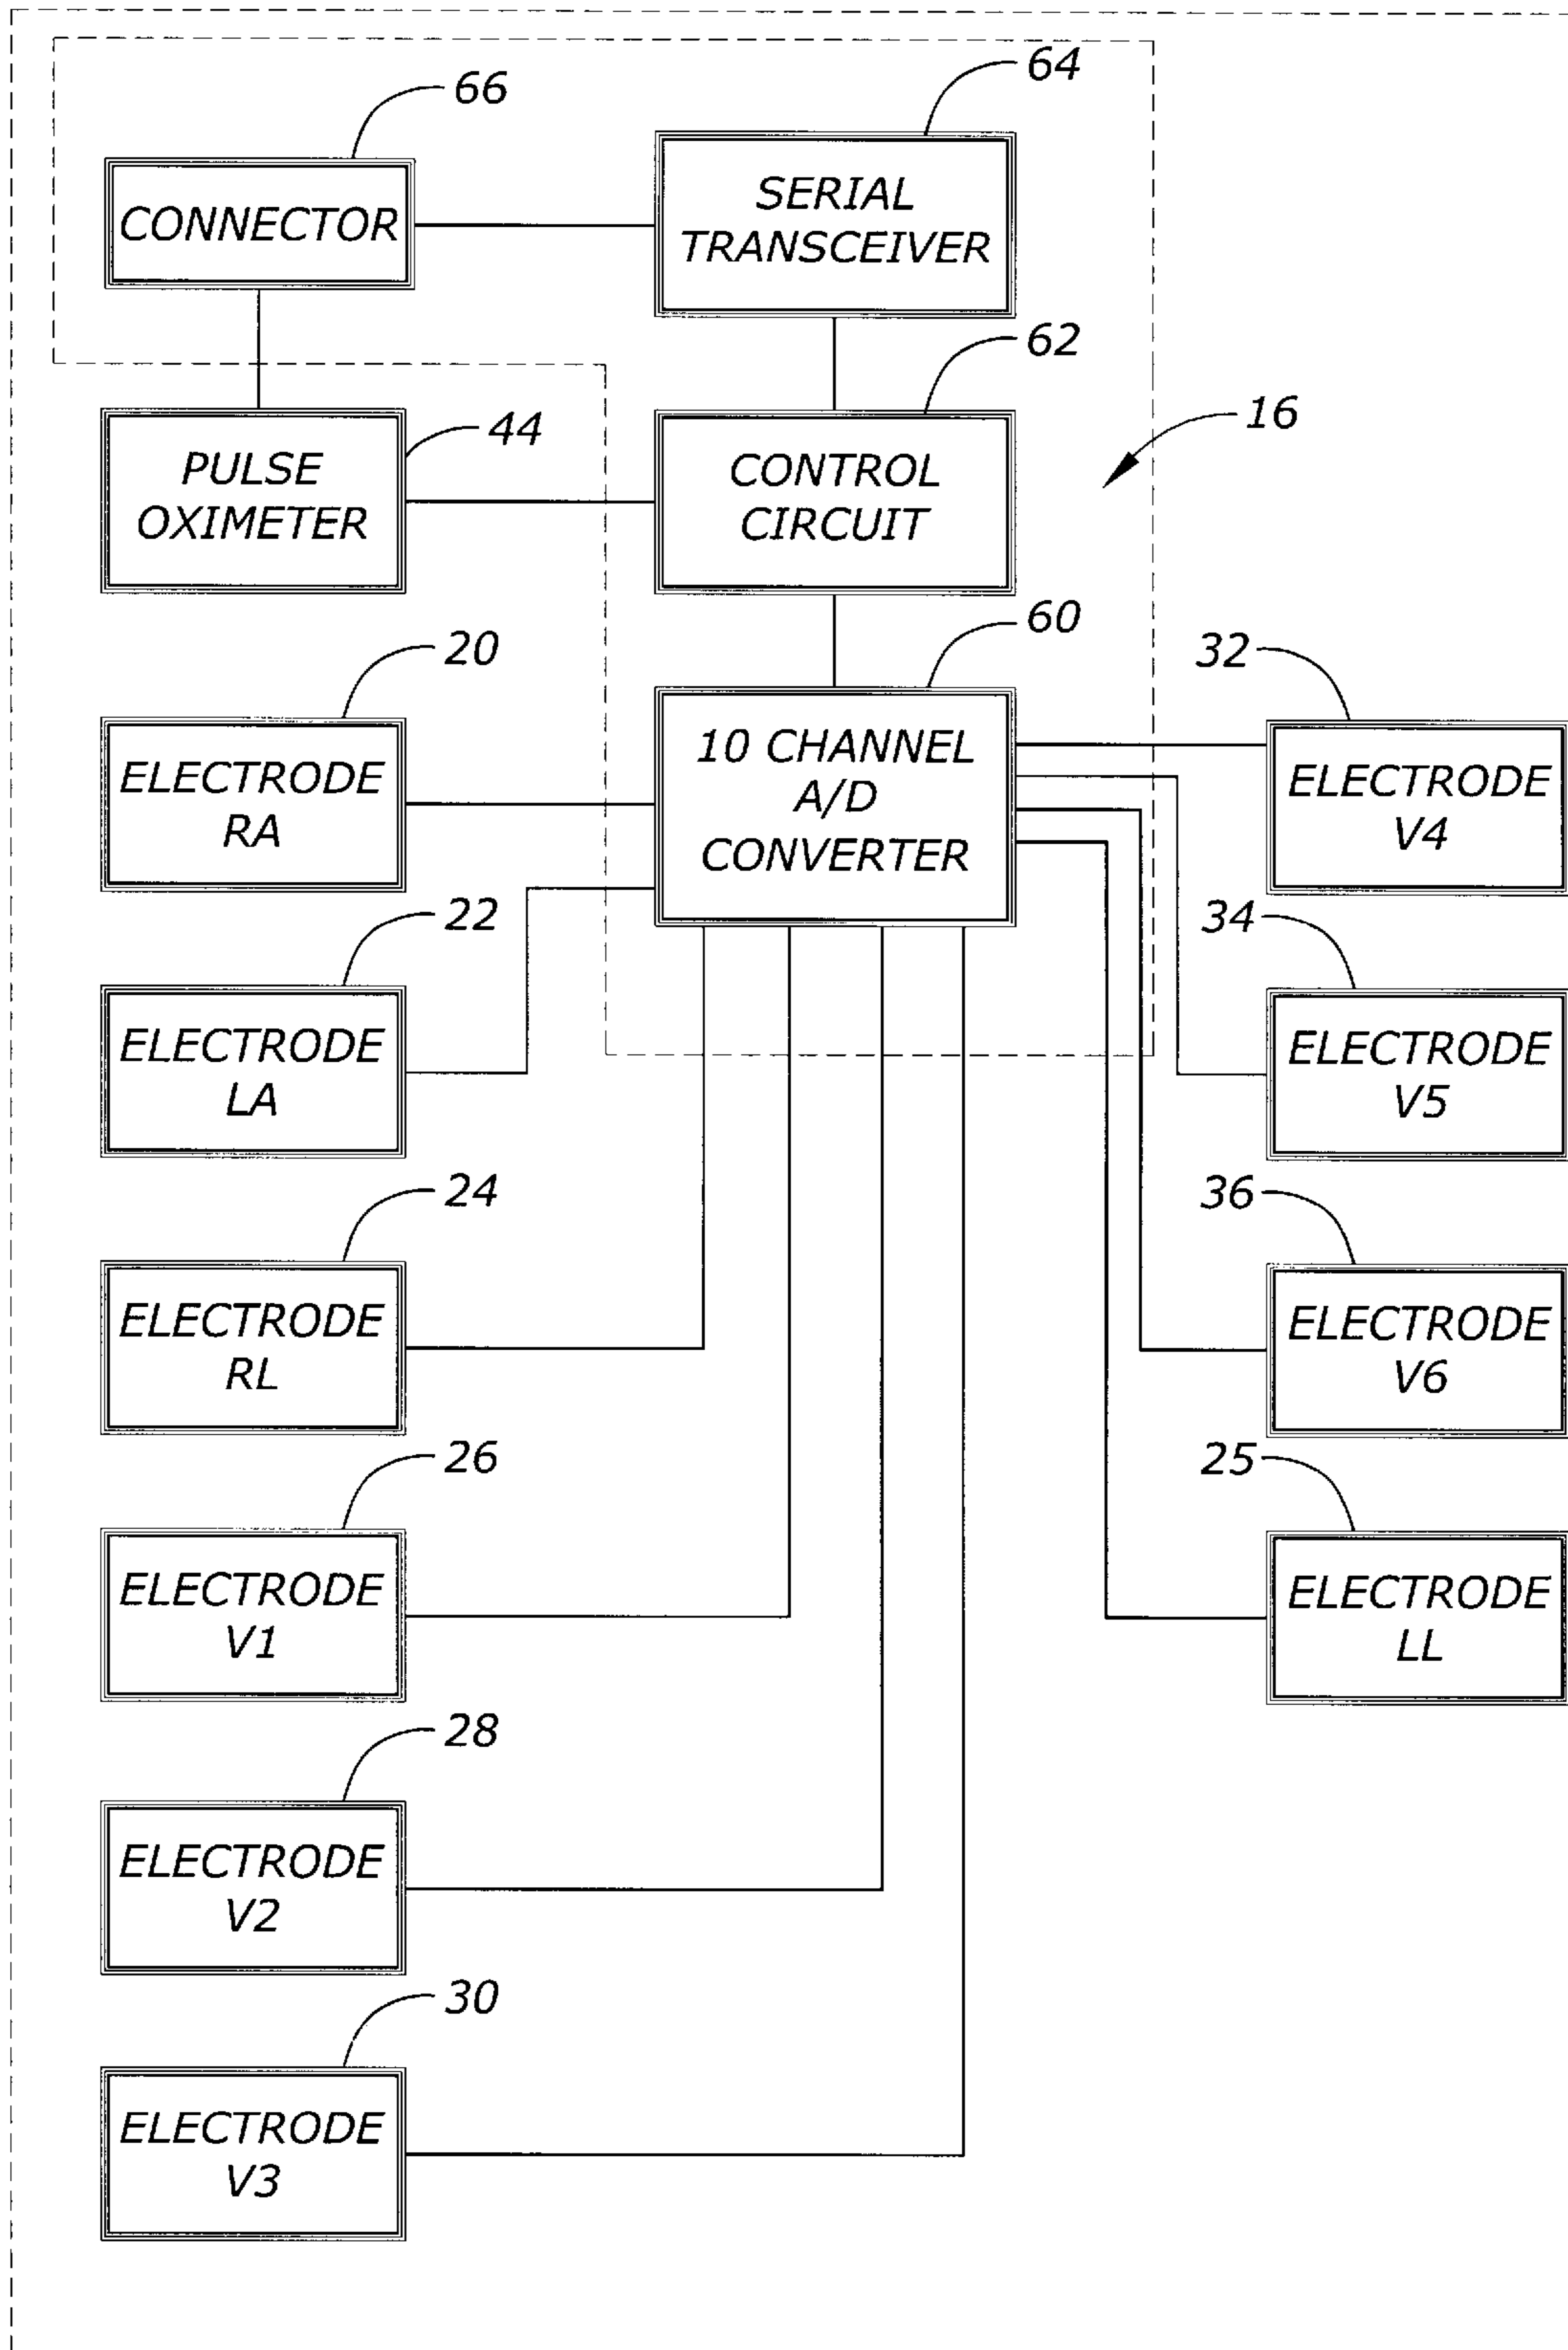 64
66
SERIAL
TRANSCEIVER
CONNECTOR
62
44
16
PULSE
OXIMETER
CONTROL
CIRCUIT
60
20
32
10 CHANNEL
A/D
CONVERTER
ELECTRODE
RA
ELECTRODE
V4
22
34
ELECTRODE
LA
ELECTRODE
V5
24
36
ELECTRODE
RL
ELECTRODE
V6
26
25
ELECTRODE
V1
ELECTRODE
LL
28
ELECTRODE
V2
30
ELECTRODE
V3